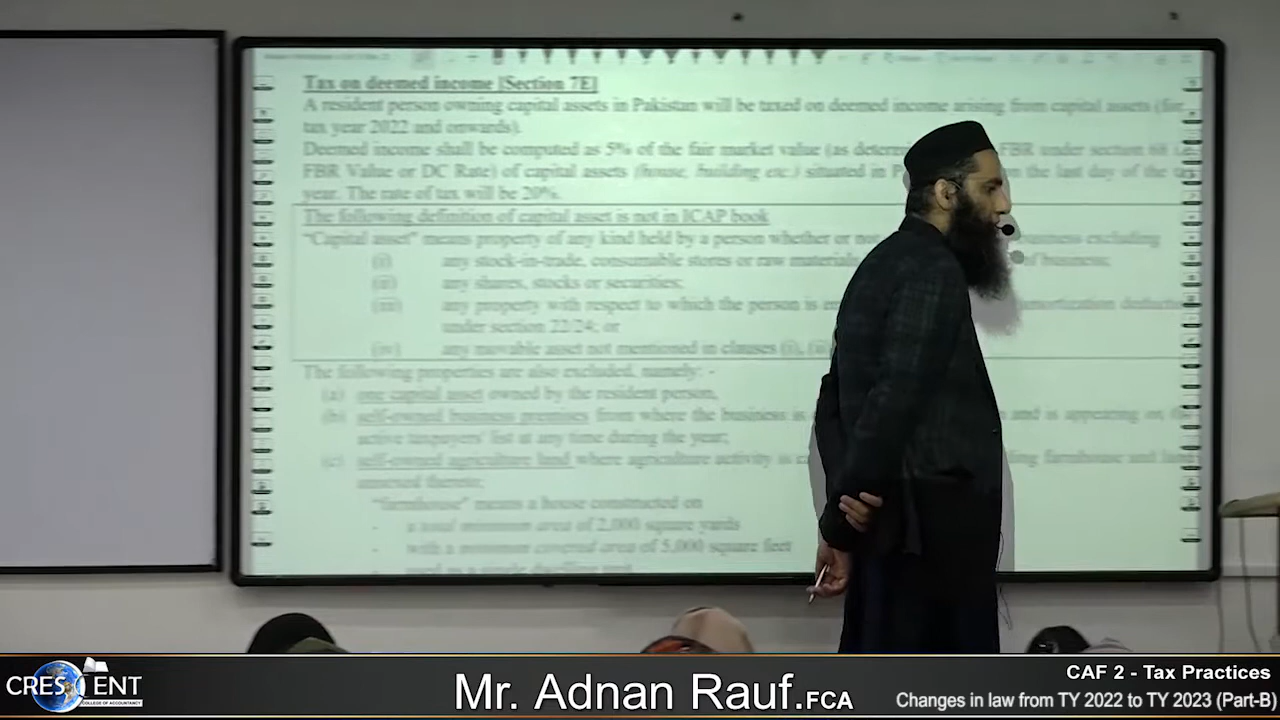 Tax on deemed income [Section 7E]
A resident person owning capital assets in Pakistan will be taxed on deemed income arising from capital assets (for
tax year 2022 and onwards).
Deemed income shall be computed as 5% of the fair market value (as FBR under section 68
FBR Value or DC Rate) of capital assets (house, building etc.) situated in on the last day of the
year. The rate of tax will be 20%.
The following definition of capital asset is not in ICAP book
"Capital asset" means property of any kind held by a person whether or not excluding
(i) any stock-in-trade, consumable stores or raw materials of business;
(ii) any shares, stocks or securities;
(iii) any property with respect to which the person is
under section 22/24; or
(iv) any movable asset not mentioned in clauses (i), (ii)
The following properties are also excluded, namely: -
(a) one capital asset owned by the resident person,
(b) self-owned business premises from where the business is and is appearing on
active taxpayers' list at any time during the year;
(c) self-owned agriculture land where agriculture activity is farmhouse and
annexed thereto;
"farmhouse" means a house constructed on
- a total minimum area of 2,000 square yards
- with a minimum covered area of 5,000 square feet
CRESCENT
COLLEGE OF ACCOUNTANCY
Mr. Adnan Rauf.FCA
CAF 2 - Tax Practices
Changes in law from TY 2022 to TY 2023 (Part-B)